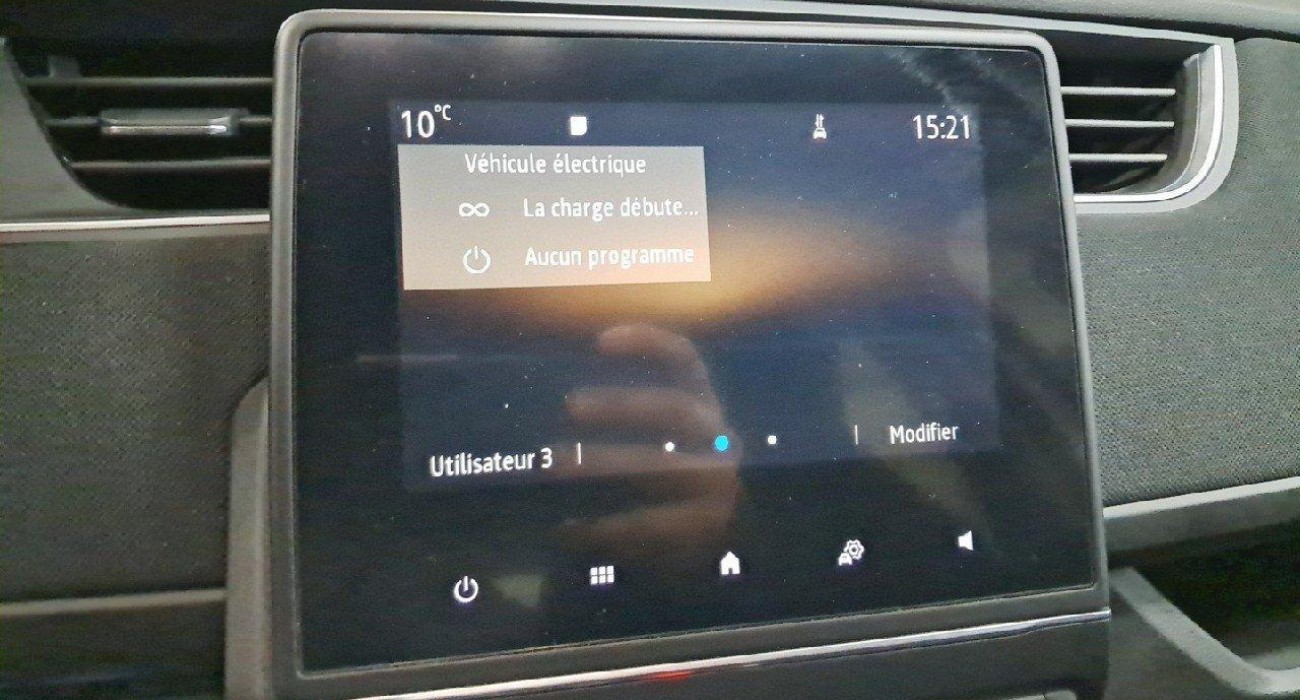 10°C
15:21
Véhicule électrique
La charge débute...
Aucun programme
Utilisateur 3
Modifier